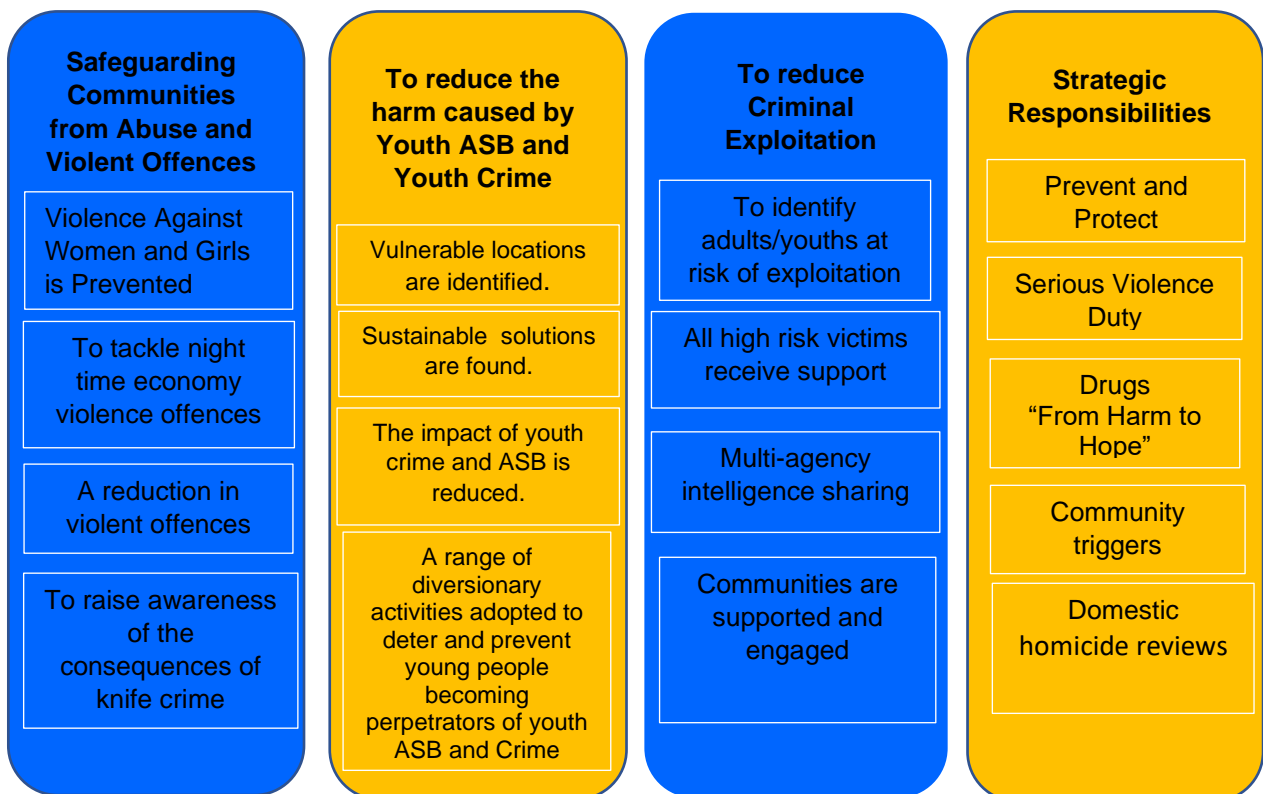 Safeguarding
Communities
from Abuse and
Violent Offences
Violence Against
Women and Girls
is Prevented
To tackle night
time economy
violence offences
A reduction in
violent offences
To raise awareness
of the
consequences of
knife crime
To reduce the
harm caused by
Youth ASB and
Youth Crime
Vulnerable locations
are identified.
Sustainable solutions
are found.
The impact of youth
crime and ASB is
reduced.
A range of
diversionary
activities adopted to
deter and prevent
young people
becoming
perpetrators of youth
ASB and Crime
To reduce
Criminal
Exploitation
To identify
adults/youths at
risk of exploitation
All high risk victims
receive support
Multi-agency
intelligence sharing
Communities are
supported and
engaged
Strategic
Responsibilities
Prevent and
Protect
Serious Violence
Duty
Drugs
“From Harm to
Hope”
Community
triggers
Domestic
homicide reviews